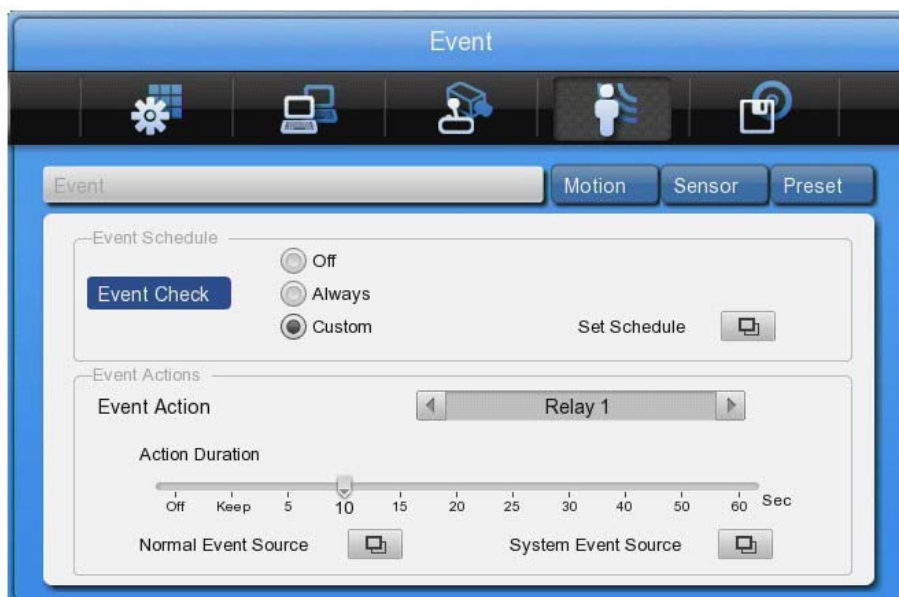 Event
Event Motion Sensor Preset
Event Schedule
Off
Event Check Always
Custom Set Schedule
Event Actions
Event Action Relay 1
Action Duration
Off Keep 5 10 15 20 25 30 40 50 60 Sec
Normal Event Source System Event Source